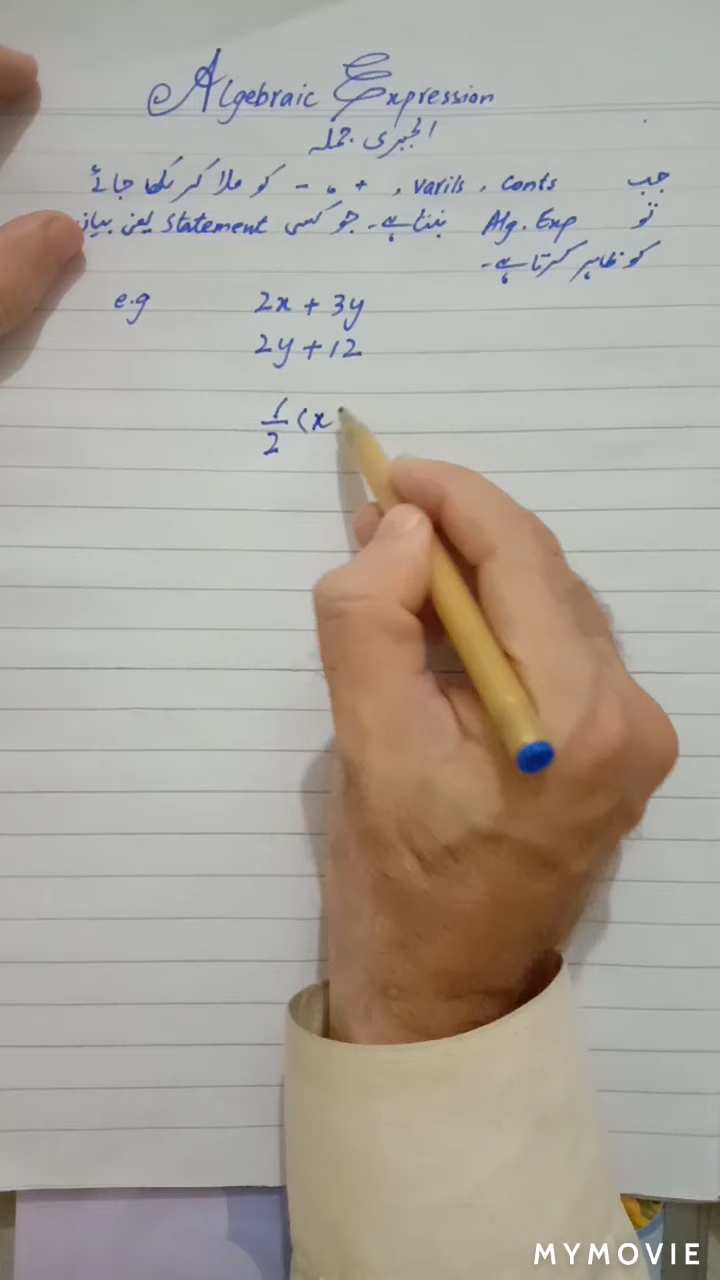 Algebraic Expression
الجبری جملہ
جب conts , varils , + , - کو ملا کر لکھا جائے
تو Alg. Exp بنتا ہے۔ جو کسی statement یعنی بیان
کو ظاہر کرتا ہے۔
e.g 2x + 3y
2y + 12
1/2 (x
MYMOVIE